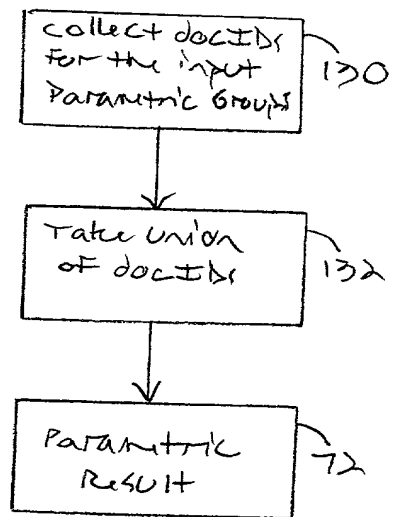 collect docIDs
for the input
Parametric Groups
130
Take union
of docIDs
132
Parametric
Result
72